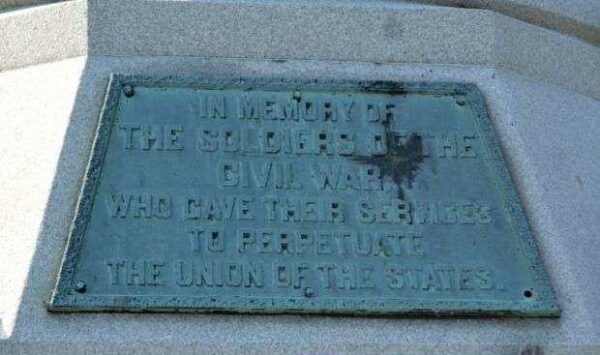 IN MEMORY OF
THE SOLDIERS OF THE
CIVIL WAR,
WHO GAVE THEIR SERVICES
TO PERPETUATE
THE UNION OF THE STATES.